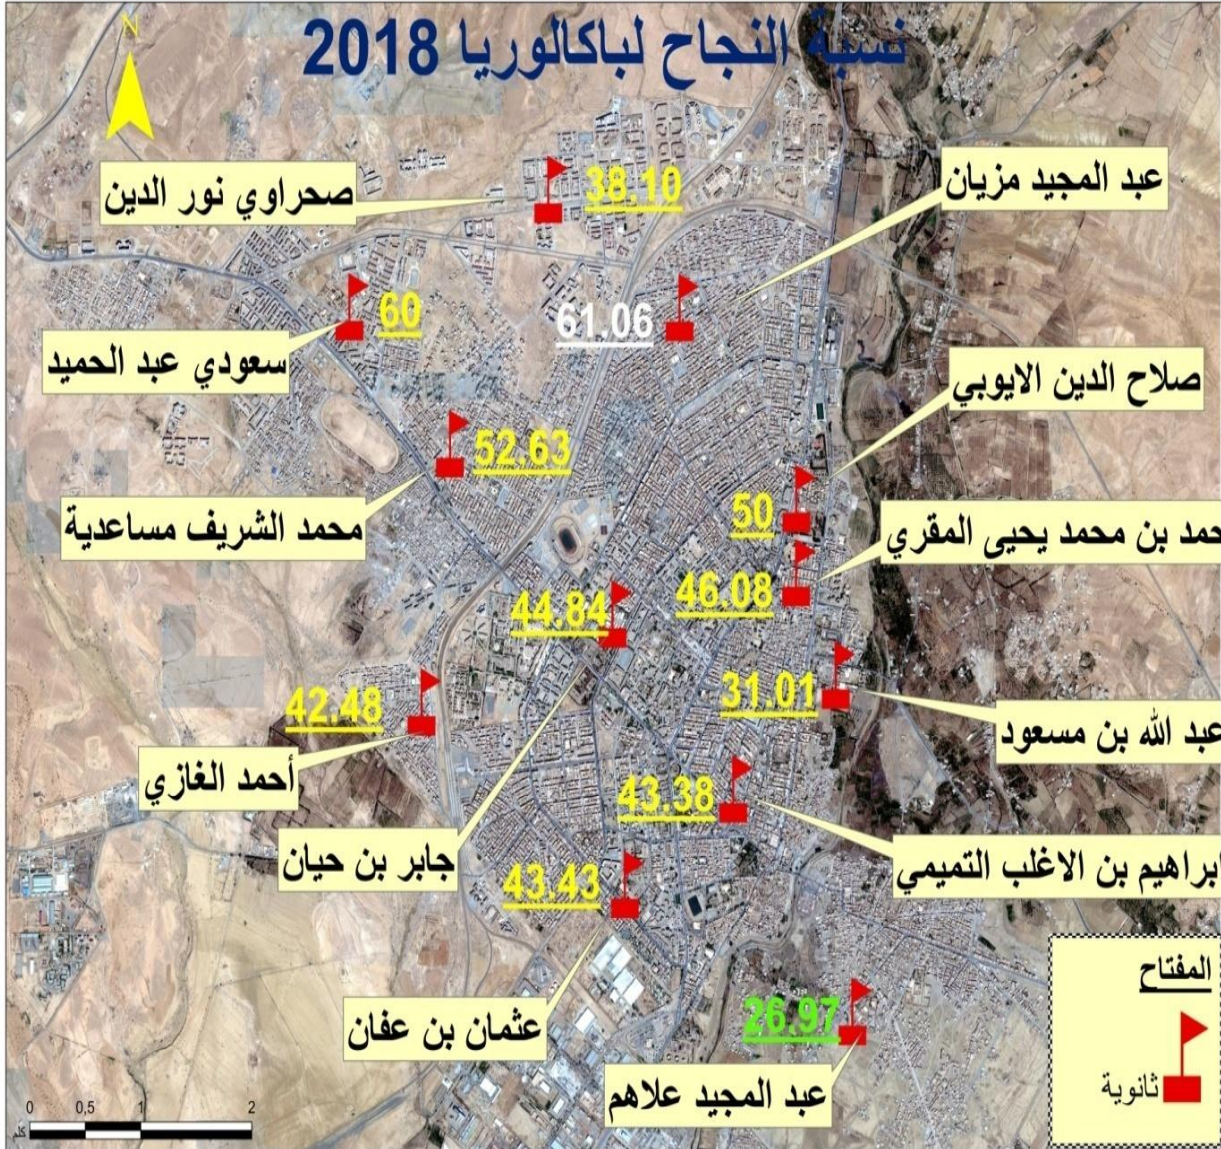 نسبة النجاح لباكالوريا 2018
N
صحراوي نور الدين
38.10
عبد المجيد مزيان
60
61.06
سعودي عبد الحميد
صلاح الدين الايوبي
52.63
محمد الشريف مساعدية
50
حمد بن محمد يحيى المقري
46.08
44.84
42.48
31.01
عبد الله بن مسعود
أحمد الغازي
43.38
جابر بن حيان
ابراهيم بن الاغلب التميمي
43.43
عثمان بن عفان
26.97
عبد المجيد علاهم
المفتاح
ثانوية
0 0,5 1 2
كلم